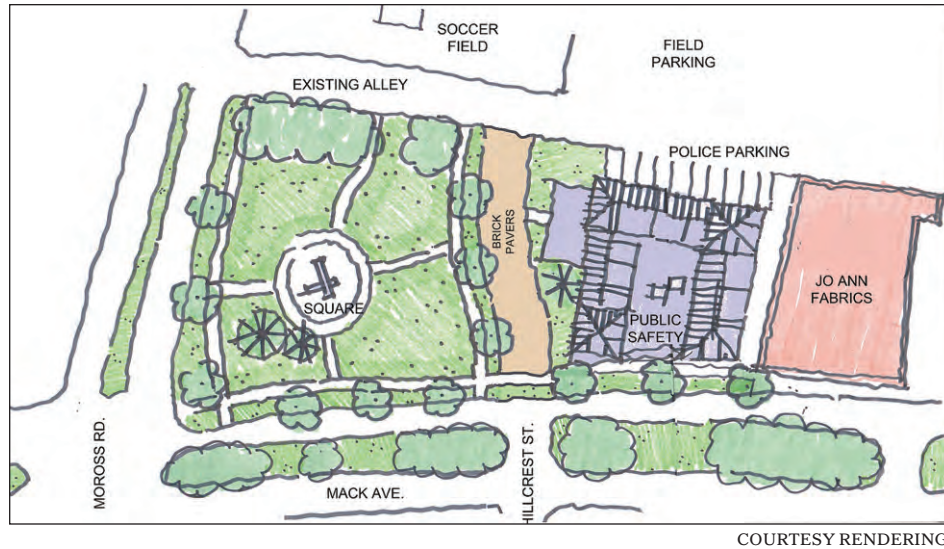 SOCCER
FIELD
FIELD
PARKING
EXISTING ALLEY
POLICE PARKING
BRICK
PAVERS
JO ANN
FABRICS
SQUARE
PUBLIC
SAFETY
MOROSS RD.
HILLCREST ST.
MACK AVE.
COURTESY RENDERING